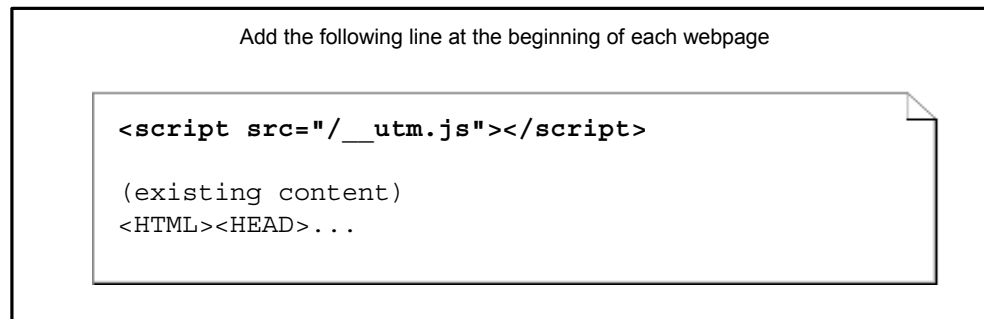 Add the following line at the beginning of each webpage
<script src="/__utm.js"></script>
(existing content)
<HTML><HEAD>...